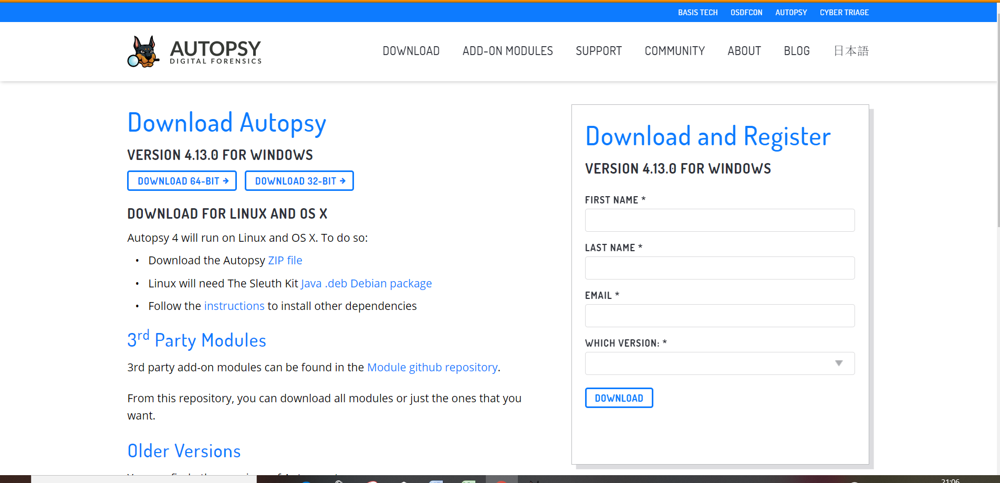 BASIS TECH OSDFCON AUTOPSY CYBER TRIAGE
AUTOPSY
DIGITAL FORENSICS
DOWNLOAD ADD-ON MODULES SUPPORT COMMUNITY ABOUT BLOG 日本語
Download Autopsy
VERSION 4.13.0 FOR WINDOWS
DOWNLOAD 64-BIT → DOWNLOAD 32-BIT →
DOWNLOAD FOR LINUX AND OS X
Autopsy 4 will run on Linux and OS X. To do so:
• Download the Autopsy ZIP file
• Linux will need The Sleuth Kit Java .deb Debian package
• Follow the instructions to install other dependencies
3rd Party Modules
3rd party add-on modules can be found in the Module github repository.
From this repository, you can download all modules or just the ones that you
want.
Older Versions
Download and Register
VERSION 4.13.0 FOR WINDOWS
FIRST NAME *
LAST NAME *
EMAIL *
WHICH VERSION: *
DOWNLOAD
21:06